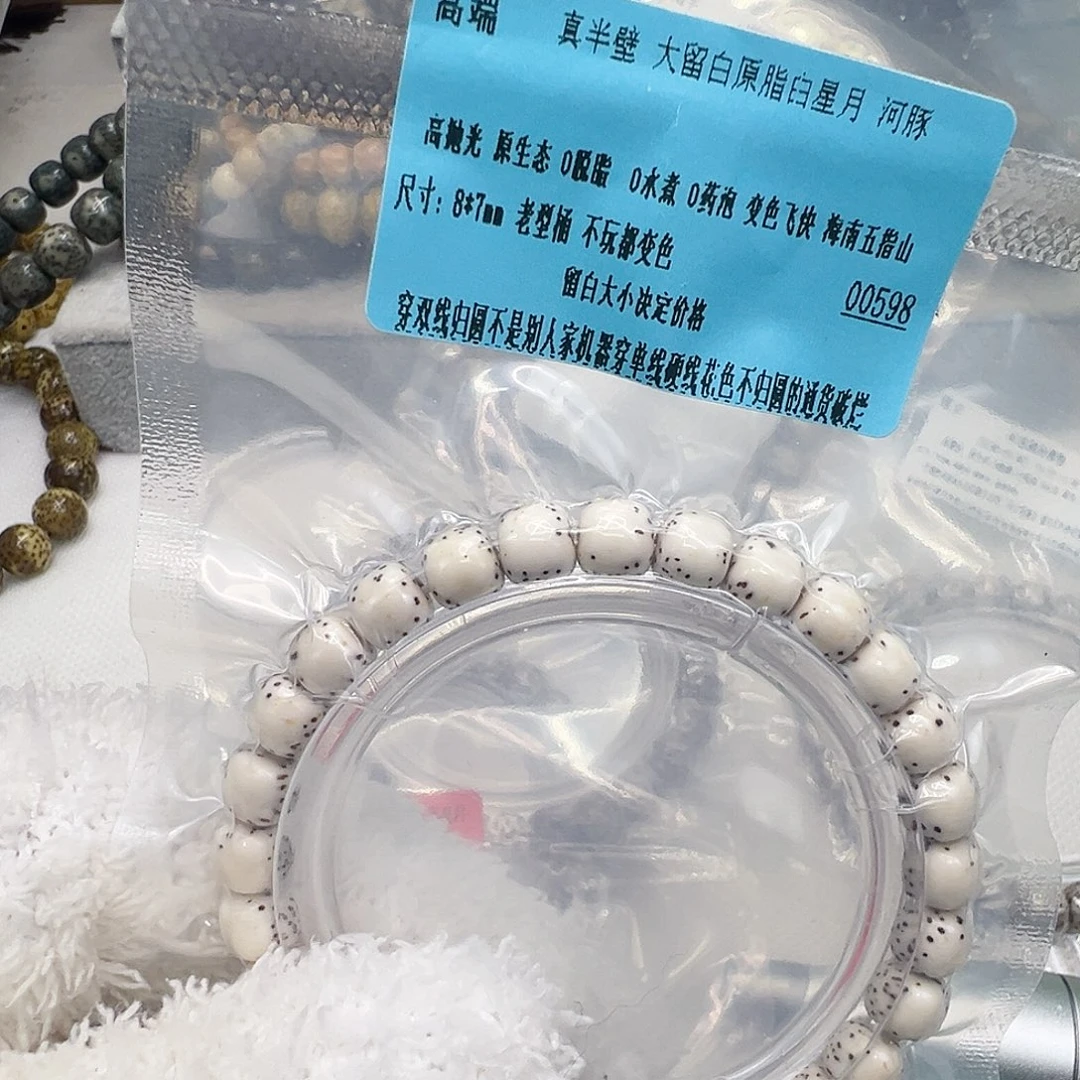 高端 真半壁 大留白原脂白星月 河豚
高抛光 原生态 0脱脂 0水煮 0药泡 变色飞快 海南五指山
尺寸：8*7mm 老型桶 不玩都变色
留白大小决定价格
00598
穿双线归圆不是别人家机器穿单线硬线花色不归圆的通货破烂